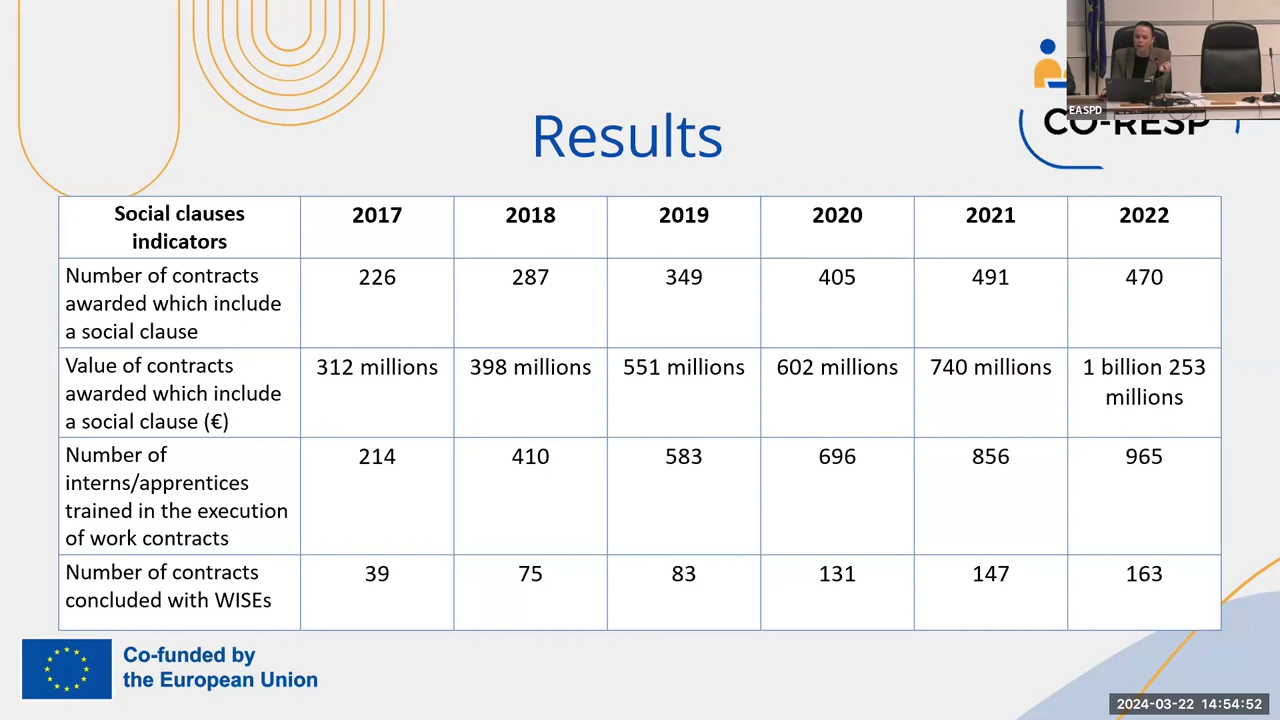 EASPD
CO-RESP
Results
Social clauses
indicators
2017
2018
2019
2020
2021
2022
Number of contracts
awarded which include
a social clause
226
287
349
405
491
470
Value of contracts
awarded which include
a social clause (€)
312 millions
398 millions
551 millions
602 millions
740 millions
1 billion 253
millions
Number of
interns/apprentices
trained in the execution
of work contracts
214
410
583
696
856
965
Number of contracts
concluded with WISEs
39
75
83
131
147
163
Co-funded by
the European Union
2024-03-22 14:54:52